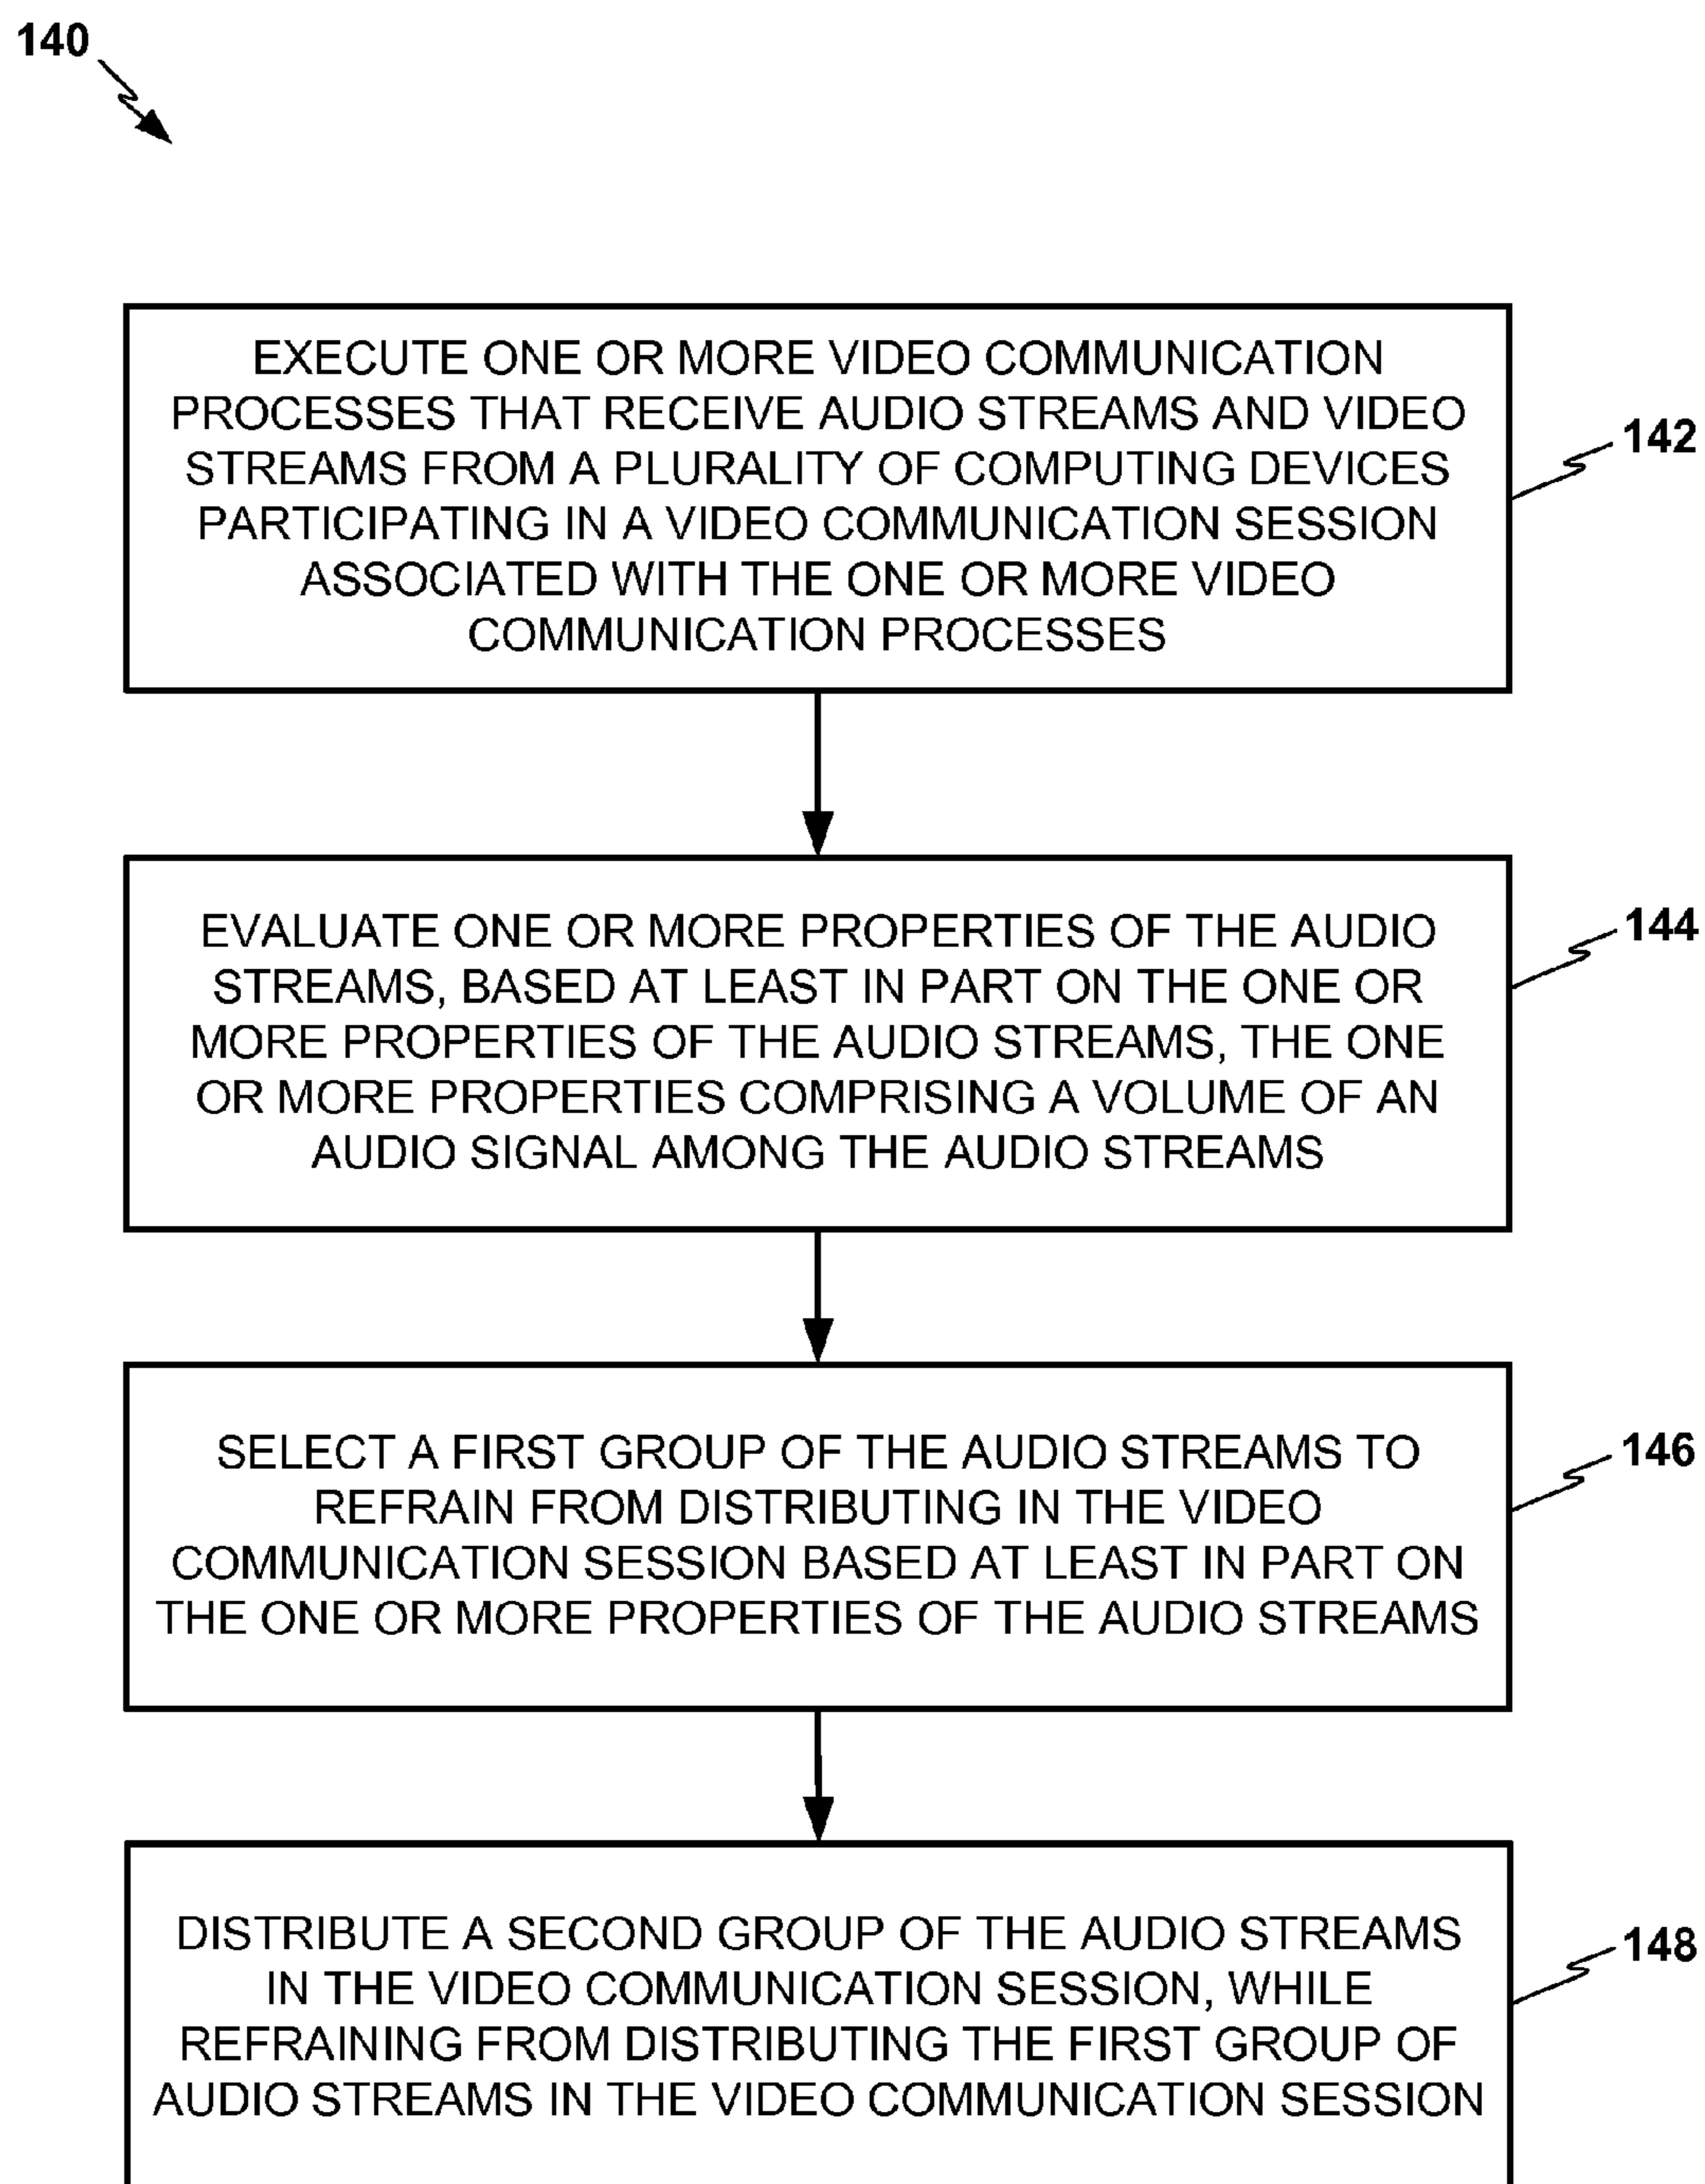 140
EXECUTE ONE OR MORE VIDEO COMMUNICATION
PROCESSES THAT RECEIVE AUDIO STREAMS AND VIDEO
STREAMS FROM A PLURALITY OF COMPUTING DEVICES
PARTICIPATING IN A VIDEO COMMUNICATION SESSION
ASSOCIATED WITH THE ONE OR MORE VIDEO
COMMUNICATION PROCESSES
142
EVALUATE ONE OR MORE PROPERTIES OF THE AUDIO
STREAMS, BASED AT LEAST IN PART ON THE ONE OR
MORE PROPERTIES OF THE AUDIO STREAMS, THE ONE
OR MORE PROPERTIES COMPRISING A VOLUME OF AN
AUDIO SIGNAL AMONG THE AUDIO STREAMS
144
SELECT A FIRST GROUP OF THE AUDIO STREAMS TO
REFRAIN FROM DISTRIBUTING IN THE VIDEO
COMMUNICATION SESSION BASED AT LEAST IN PART ON
THE ONE OR MORE PROPERTIES OF THE AUDIO STREAMS
146
DISTRIBUTE A SECOND GROUP OF THE AUDIO STREAMS
IN THE VIDEO COMMUNICATION SESSION, WHILE
REFRAINING FROM DISTRIBUTING THE FIRST GROUP OF
AUDIO STREAMS IN THE VIDEO COMMUNICATION SESSION
148